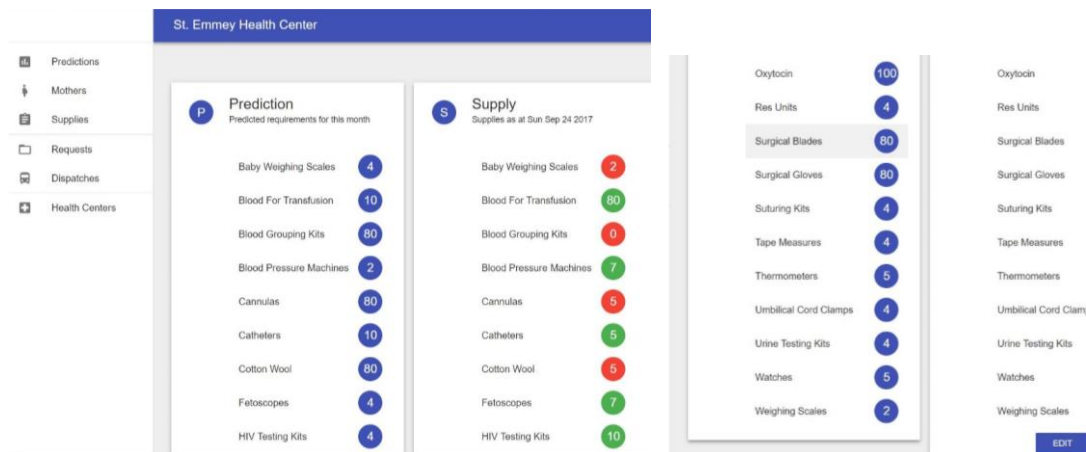 St. Emmey Health Center
Predictions
Mothers
Supplies
Requests
Dispatches
Health Centers
P
Prediction
Predicted requirements for this month
Baby Weighing Scales 4
Blood For Transfusion 10
Blood Grouping Kits 80
Blood Pressure Machines 2
Cannulas 80
Catheters 10
Cotton Wool 80
Fetoscopes 4
HIV Testing Kits 4
S
Supply
Supplies as at Sun Sep 24 2017
Baby Weighing Scales 2
Blood For Transfusion 80
Blood Grouping Kits 0
Blood Pressure Machines 7
Cannulas 5
Catheters 5
Cotton Wool 5
Fetoscopes 7
HIV Testing Kits 10
Oxytocin 100
Res Units 4
Surgical Blades 80
Surgical Gloves 80
Suturing Kits 4
Tape Measures 4
Thermometers 5
Umbilical Cord Clamps 4
Urine Testing Kits 4
Watches 5
Weighing Scales 2
Oxytocin
Res Units
Surgical Blades
Surgical Gloves
Suturing Kits
Tape Measures
Thermometers
Umbilical Cord Clam
Urine Testing Kits
Watches
Weighing Scales
EDIT